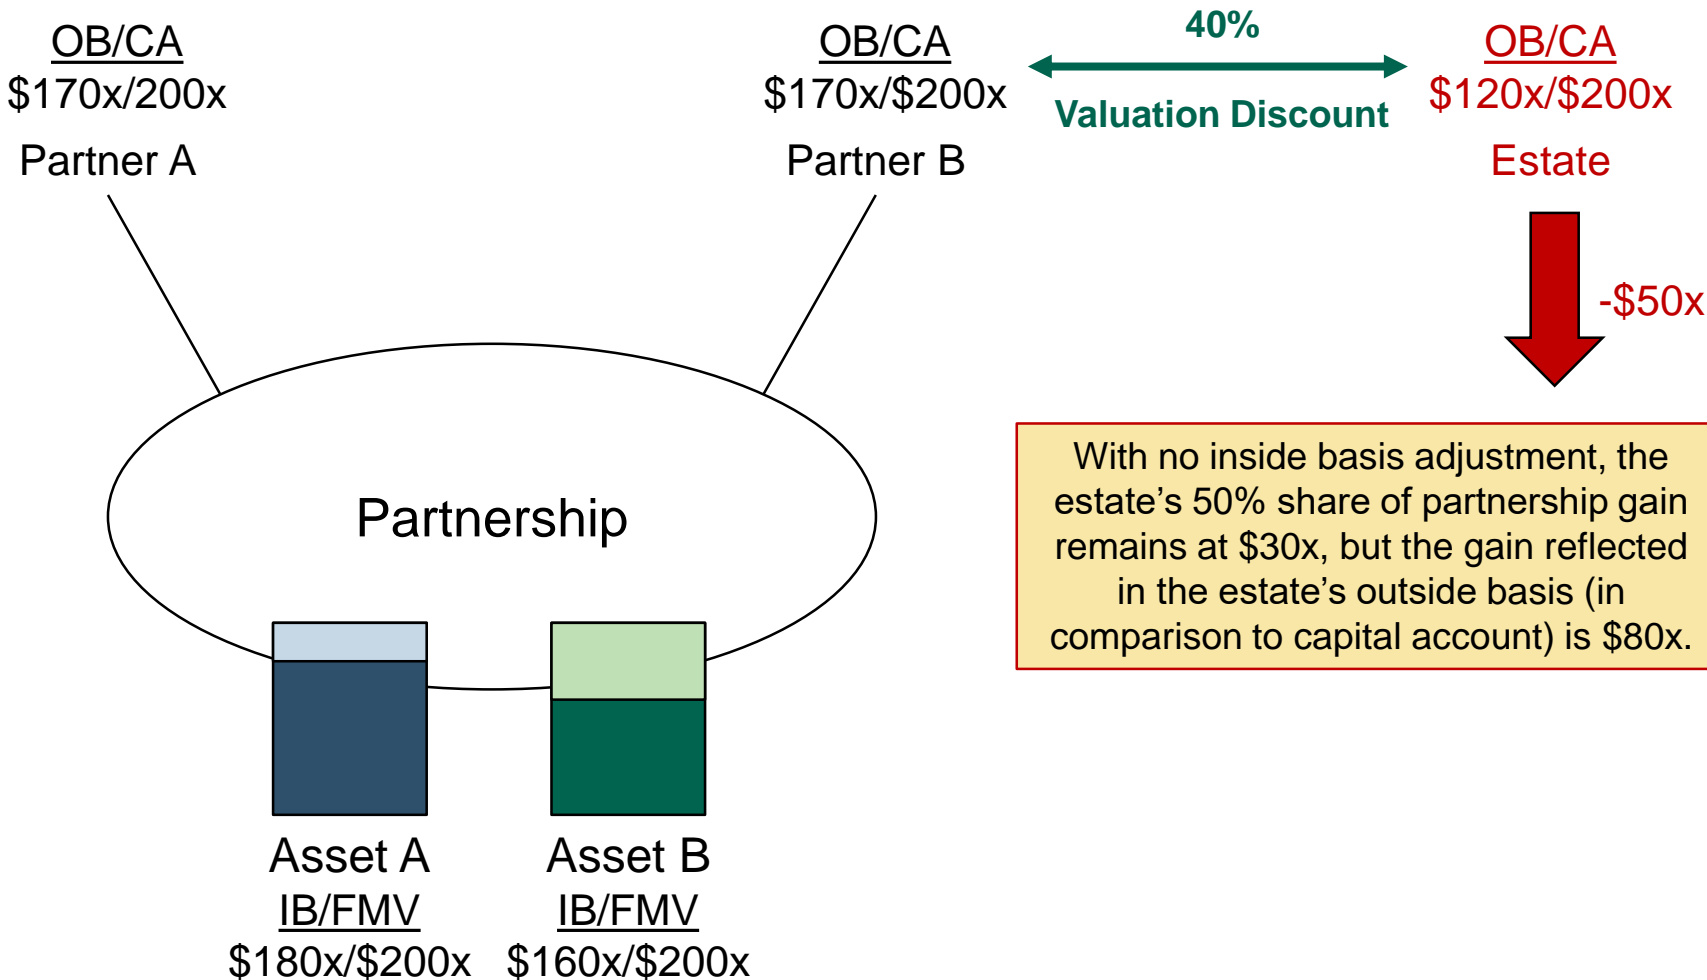 OB/CA
$170x/200x
Partner A
OB/CA
$170x/$200x
Partner B
40%
Valuation Discount
OB/CA
$120x/$200x
Estate
-$50x
With no inside basis adjustment, the
estate’s 50% share of partnership gain
remains at $30x, but the gain reflected
in the estate’s outside basis (in
comparison to capital account) is $80x.
Partnership
Asset A
IB/FMV
$180x/$200x
Asset B
IB/FMV
$160x/$200x